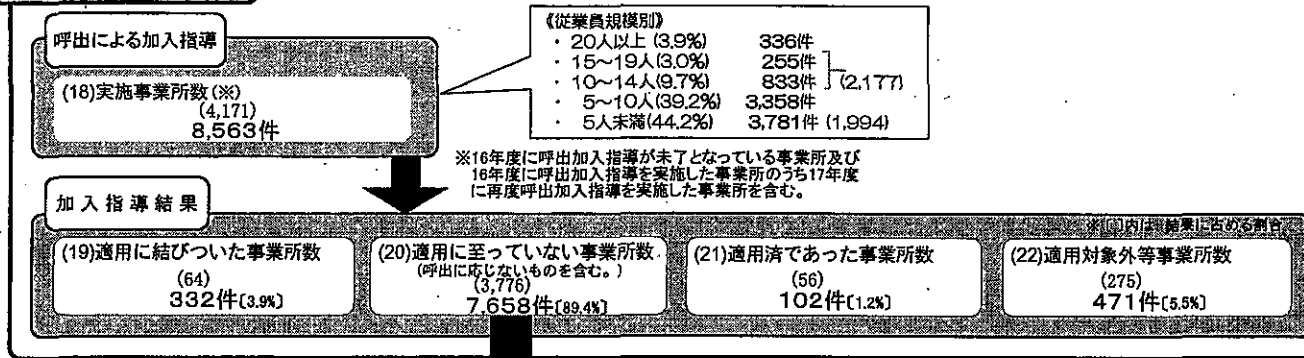 呼出による加入指導
(18)実施事業所数(※)
(4,171)
8,563件
《従業員規模別》
・ 20人以上 (3.9%) 336件
・ 15～19人(3.0%) 255件
・ 10～14人(9.7%) 833件 (2,177)
・ 5～10人(39.2%) 3,358件
・ 5人未満(44.2%) 3,781件 (1,994)
※16年度に呼出加入指導が未了となっている事業所及び
16年度に呼出加入指導を実施した事業所のうち17年度
に再度呼出加入指導を実施した事業所を含む。
加入指導結果
※〔 〕内は、結果に占める割合
(19)適用に結びついた事業所数
(64)
332件〔3.9%〕
(20)適用に至っていない事業所数
(呼出に応じないものを含む。)
(3,776)
7,658件〔89.4%〕
(21)適用済であった事業所数
(56)
102件〔1.2%〕
(22)適用対象外等事業所数
(275)
471件〔5.5%〕